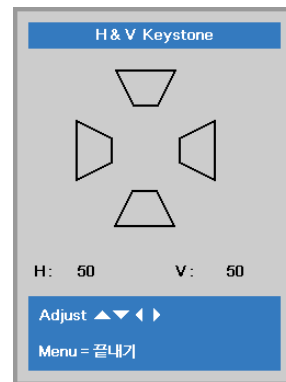 H & V Keystone
H: 50 V: 50
Adjust ▲▼◀▶
Menu = 끝내기